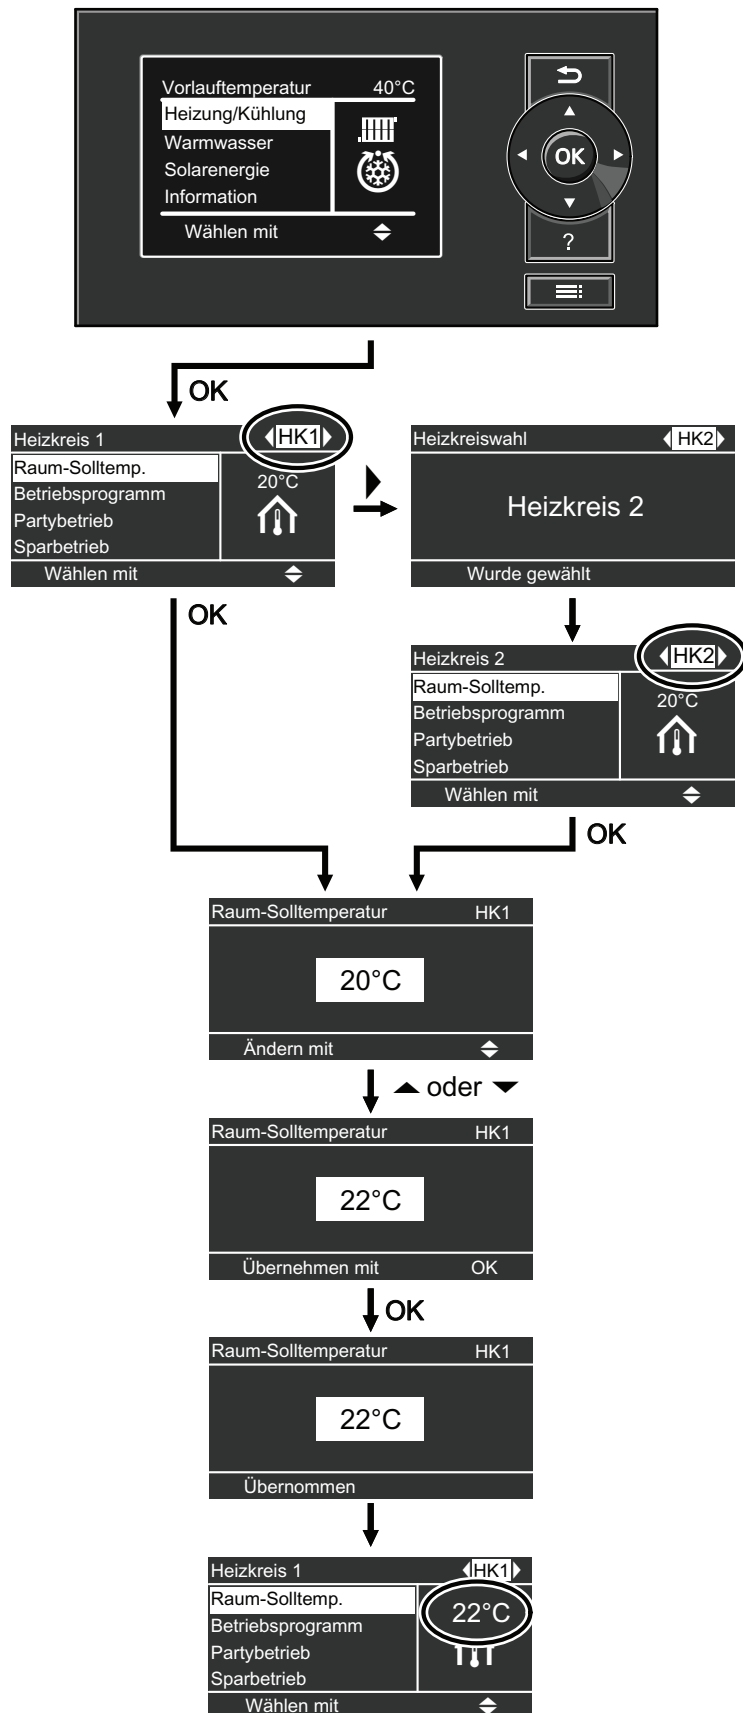 Vorlauftemperatur 40°C
Heizung/Kühlung
Warmwasser
Solarenergie
Information
Wählen mit
OK
?
OK
Heizkreis 1 HK1
Raum-Solltemp.
Betriebsprogramm
Partybetrieb
Sparbetrieb
20°C
Wählen mit
Heizkreiswahl HK2
Heizkreis 2
Wurde gewählt
OK
Heizkreis 2 HK2
Raum-Solltemp.
Betriebsprogramm
Partybetrieb
Sparbetrieb
20°C
Wählen mit
OK
Raum-Solltemperatur HK1
20°C
Ändern mit
oder
Raum-Solltemperatur HK1
22°C
Übernehmen mit OK
OK
Raum-Solltemperatur HK1
22°C
Übernommen
Heizkreis 1 HK1
Raum-Solltemp.
Betriebsprogramm
Partybetrieb
Sparbetrieb
22°C
Wählen mit